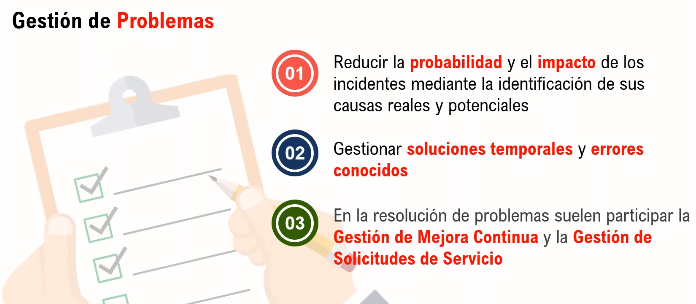 Gestión de Problemas
01
Reducir la probabilidad y el impacto de los
incidentes mediante la identificación de sus
causas reales y potenciales
02
Gestionar soluciones temporales y errores
conocidos
03
En la resolución de problemas suelen participar la
Gestión de Mejora Continua y la Gestión de
Solicitudes de Servicio